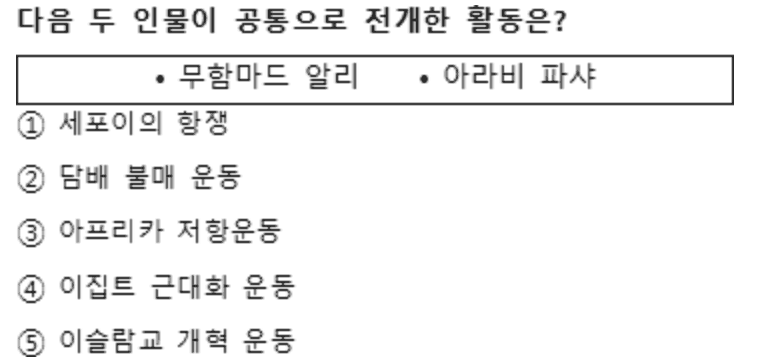 다음 두 인물이 공통으로 전개한 활동은?
• 무함마드 알리 • 아라비 파샤
① 세포이의 항쟁
② 담배 불매 운동
③ 아프리카 저항운동
④ 이집트 근대화 운동
⑤ 이슬람교 개혁 운동